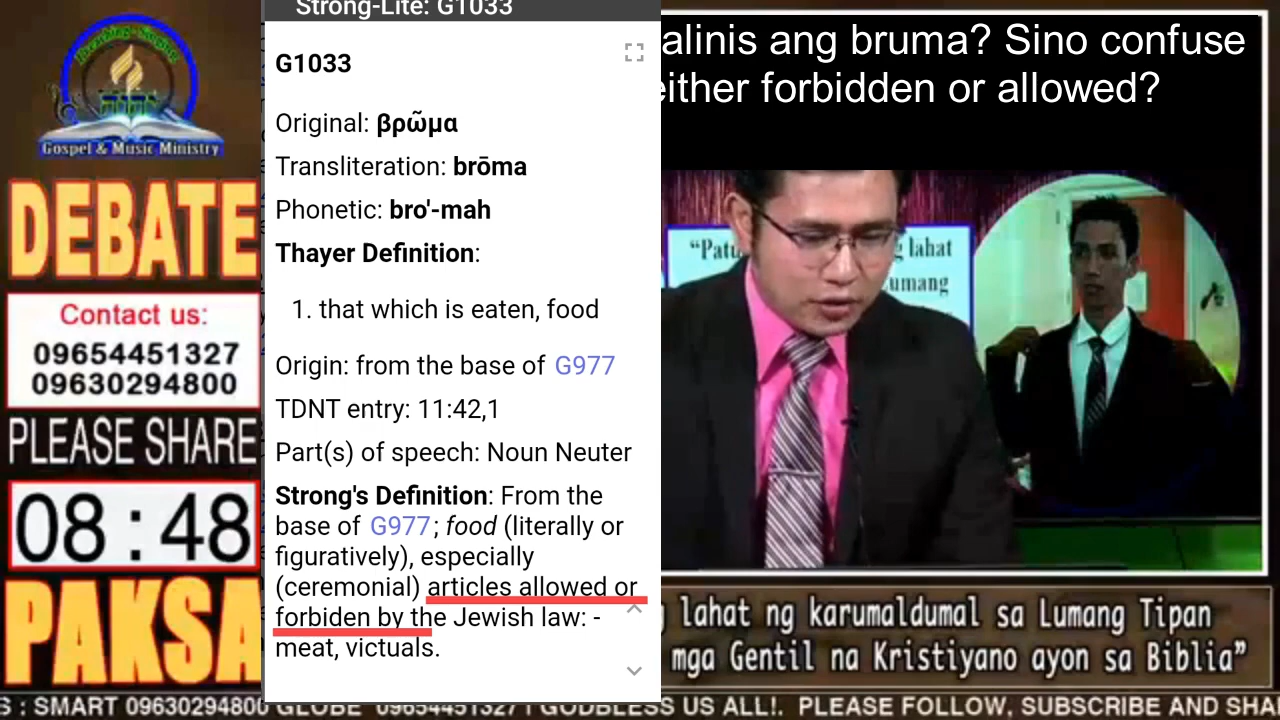 Preaching
Gospel & Music Ministry
DEBATE
Contact us:
09654451327
09630294800
PLEASE SHARE
08:48
PAKSA
Strong-Lite: G1033
G1033
Original: βρῶμα
Transliteration: brōma
Phonetic: bro'-mah
Thayer Definition:
1. that which is eaten, food
Origin: from the base of G977
TDNT entry: 11:42,1
Part(s) of speech: Noun Neuter
Strong's Definition: From the
base of G977; food (literally or
figuratively), especially
(ceremonial) articles allowed or
forbiden by the Jewish law: -
meat, victuals.
alinis ang bruma? Sino confuse
either forbidden or allowed?
“Patu g lahat
umang
g lahat ng karumaldumal sa Lumang Tipan
mga Gentil na Kristiyano ayon sa Biblia”
S : SMART 09630294800 GLOBE 09654451327 ! GODBLESS US ALL!. PLEASE FOLLOW, SUBSCRIBE AND SHA